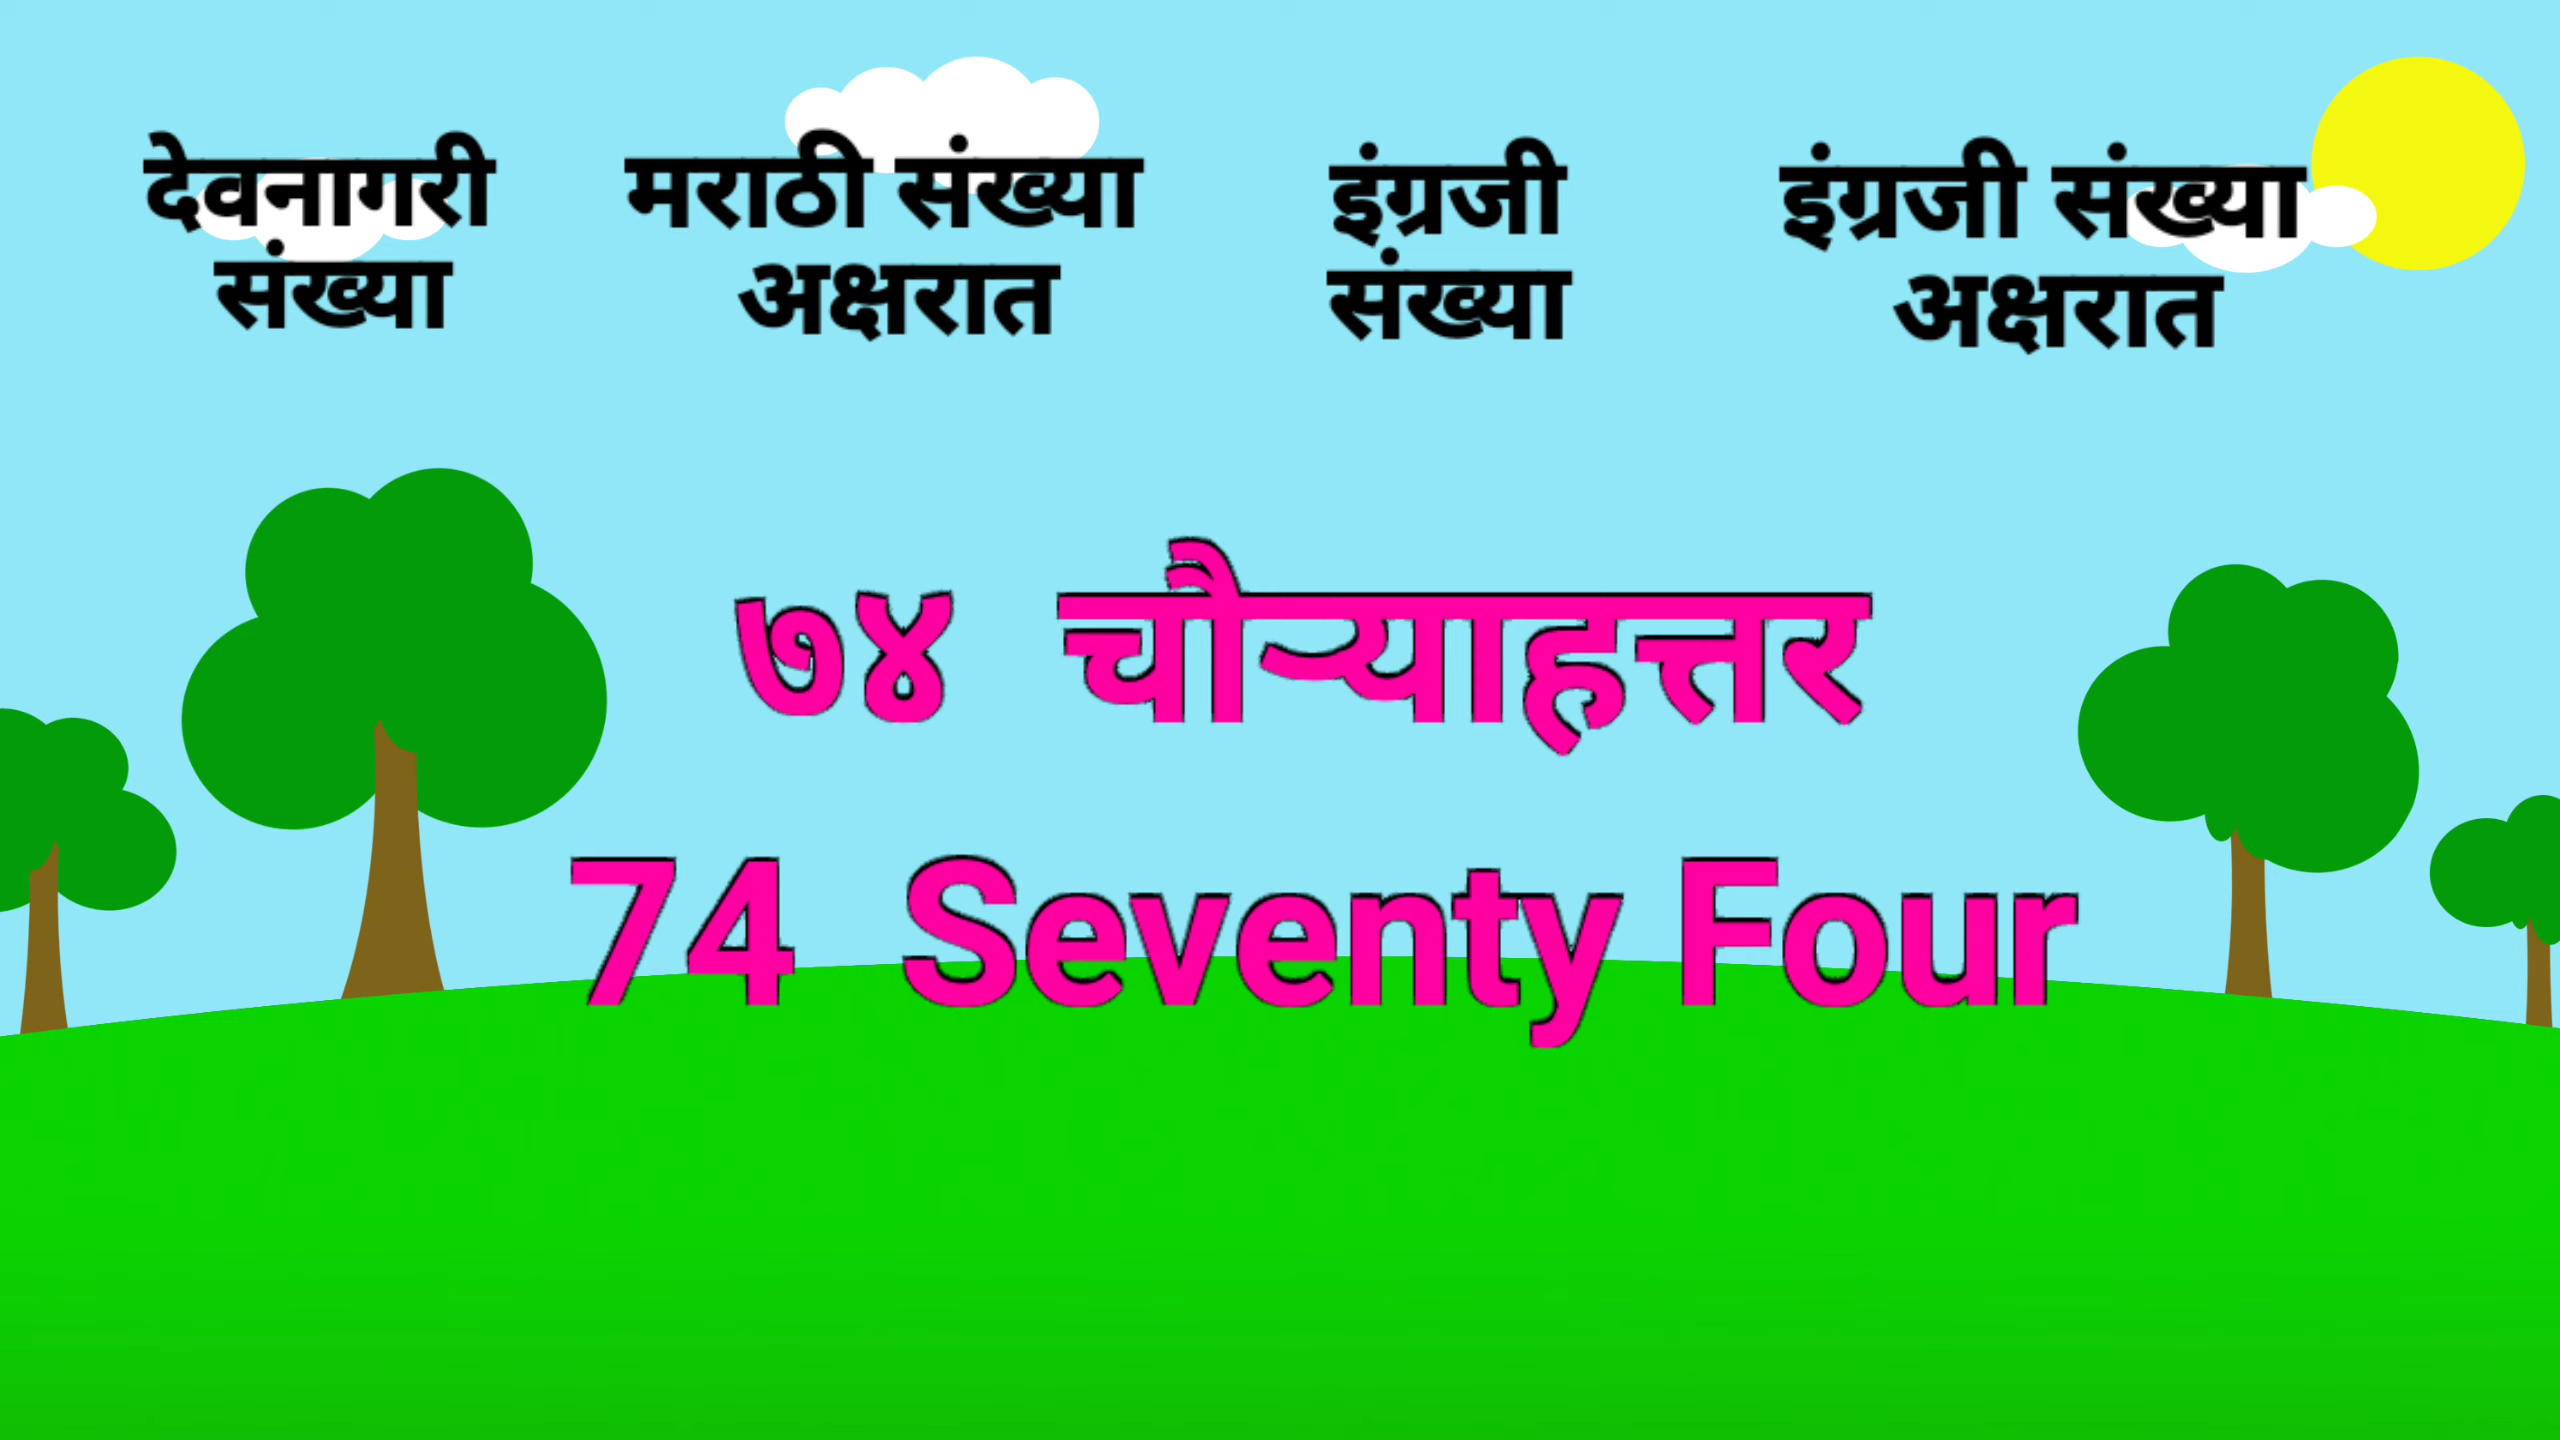 देवनागरी
संख्या
मराठी संख्या
अक्षरात
इंग्रजी
संख्या
इंग्रजी संख्या
अक्षरात
७४ चौऱ्याहत्तर
74 Seventy Four